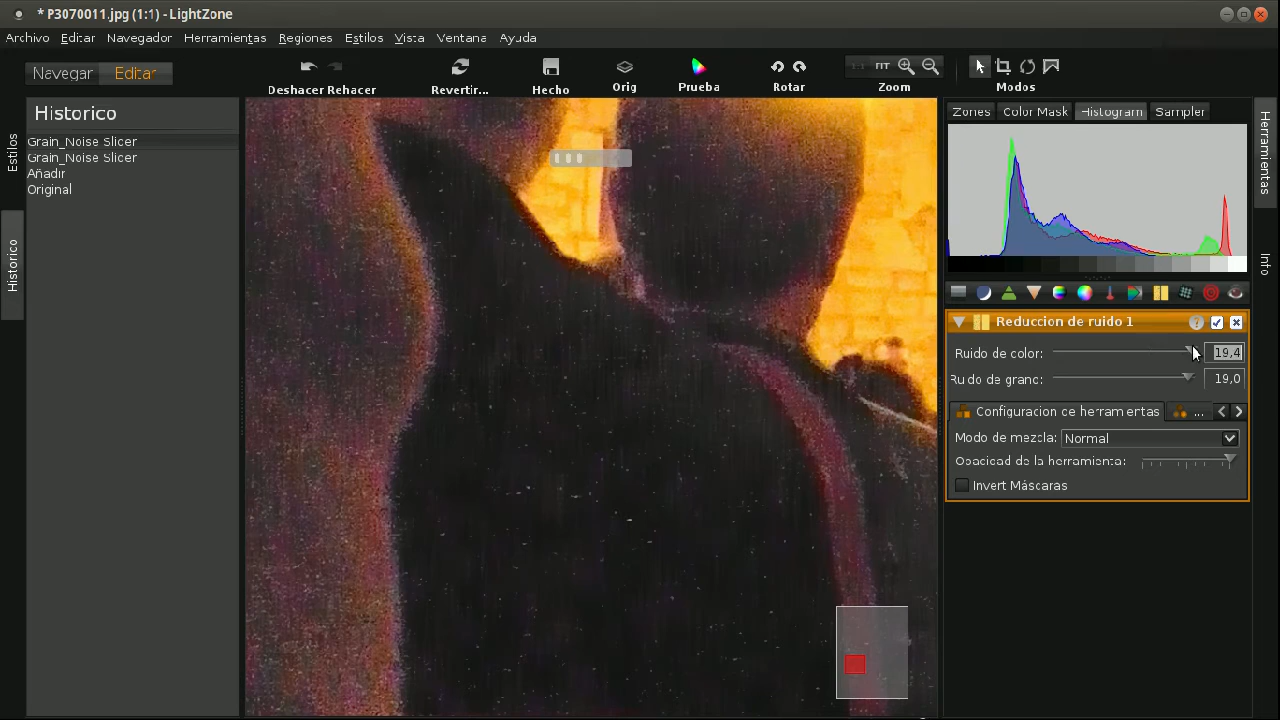 * P3070011.jpg (1:1) - LightZone
Archivo Editar Navegador Herramientas Regiones Estilos Vista Ventana Ayuda
Navegar Editar
Deshacer Rehacer Revertir... Hecho Orig Prueba Rotar
1:1 FIT
Zoom Modos
Historico
Grain_Noise Slicer
Grain_Noise Slicer
Añadir
Original
Estilos
Historico
Zones Color Mask Histogram Sampler
Herramientas
Info
Reduccion de ruido 1
Ruido de color: 19,4
Ruido de grano: 19,0
Configuracion de herramientas ...
Modo de mezcla: Normal
Opacidad de la herramienta:
Invert Máscaras